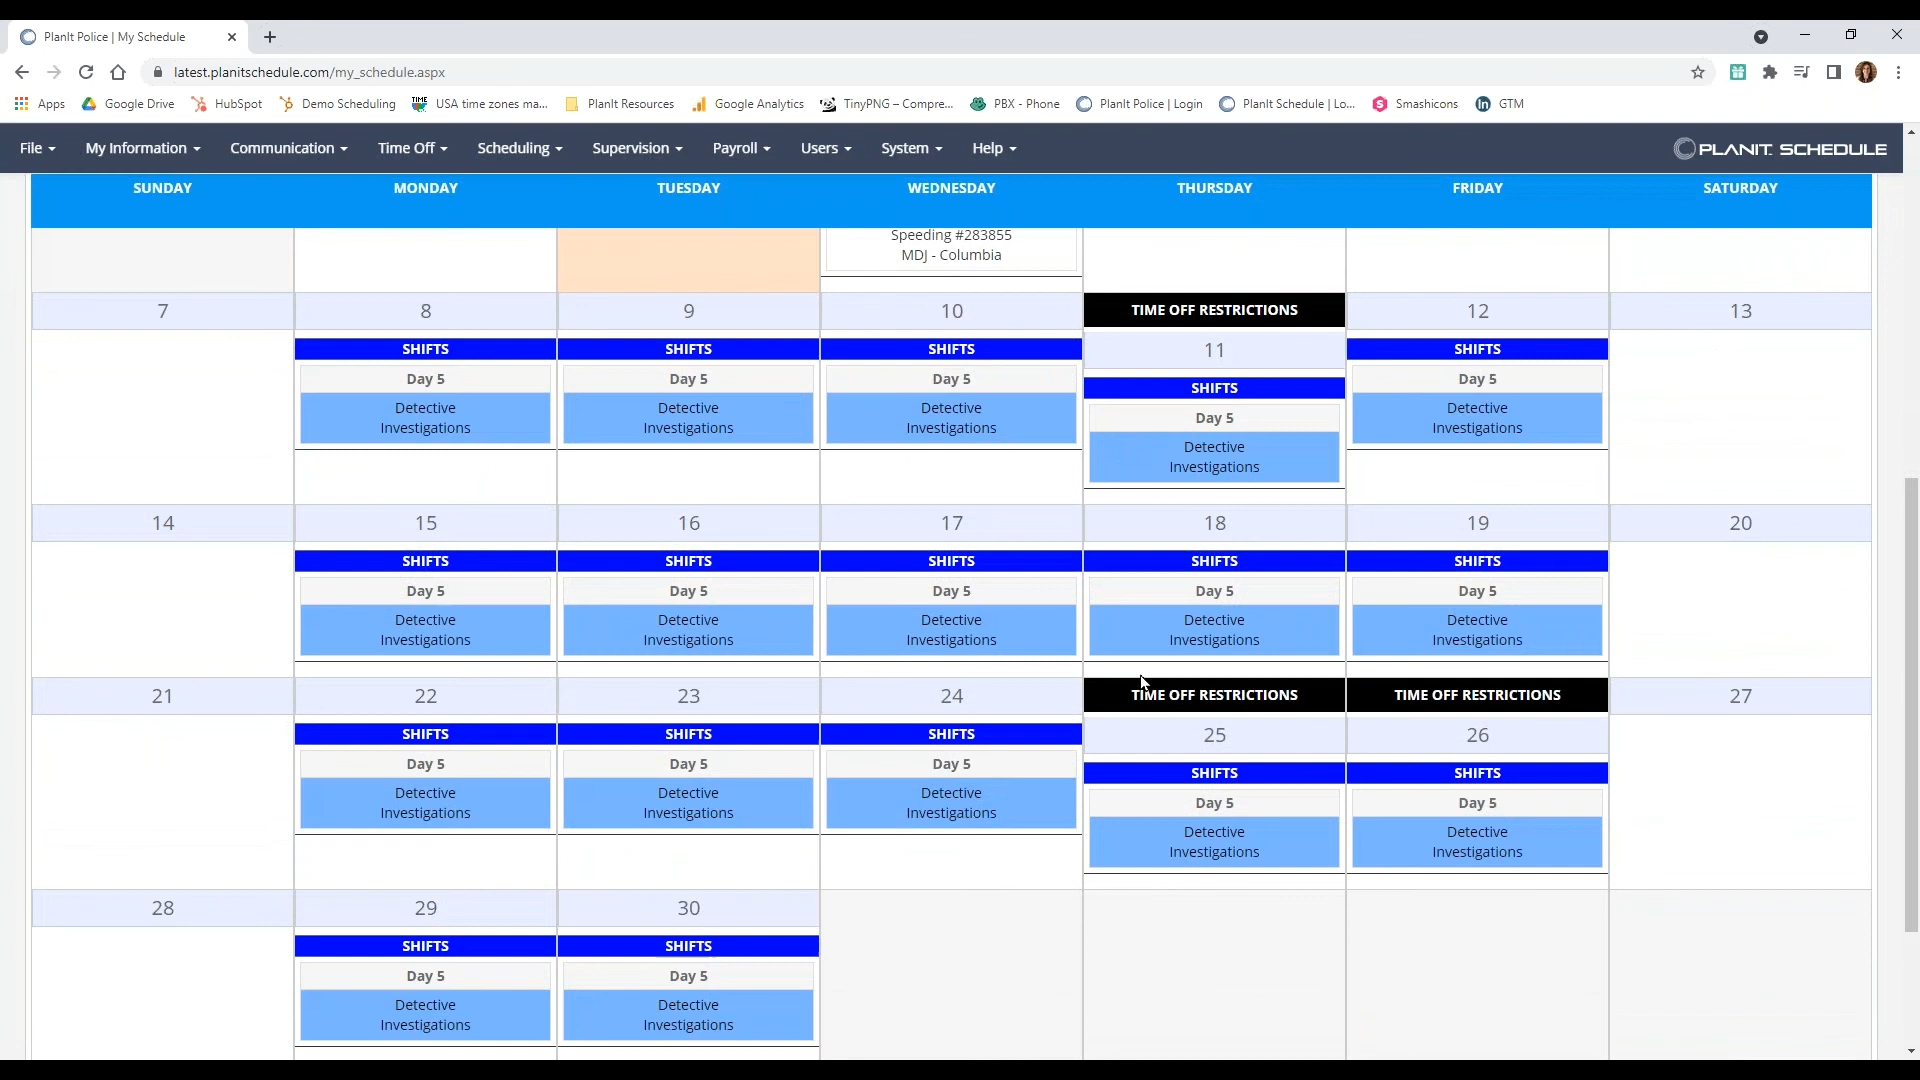 PlanIt Police | My Schedule
latest.planitschedule.com/my_schedule.aspx
Apps Google Drive HubSpot Demo Scheduling USA time zones ma... PlanIt Resources Google Analytics TinyPNG – Compre... PBX - Phone PlanIt Police | Login PlanIt Schedule | Lo... Smashicons GTM
File My Information Communication Time Off Scheduling Supervision Payroll Users System Help PLANIT SCHEDULE
SUNDAY MONDAY TUESDAY WEDNESDAY THURSDAY FRIDAY SATURDAY
Speeding #283855
MDJ - Columbia
7 8 9 10 TIME OFF RESTRICTIONS 12 13
SHIFTS SHIFTS SHIFTS 11 SHIFTS
Day 5 Day 5 Day 5 SHIFTS Day 5
Detective Detective Detective Day 5 Detective
Investigations Investigations Investigations Detective Investigations
Investigations
14 15 16 17 18 19 20
SHIFTS SHIFTS SHIFTS SHIFTS SHIFTS
Day 5 Day 5 Day 5 Day 5 Day 5
Detective Detective Detective Detective Detective
Investigations Investigations Investigations Investigations Investigations
21 22 23 24 TIME OFF RESTRICTIONS TIME OFF RESTRICTIONS 27
SHIFTS SHIFTS SHIFTS 25 26
Day 5 Day 5 Day 5 SHIFTS SHIFTS
Detective Detective Detective Day 5 Day 5
Investigations Investigations Investigations Detective Detective
Investigations Investigations
28 29 30
SHIFTS SHIFTS
Day 5 Day 5
Detective Detective
Investigations Investigations